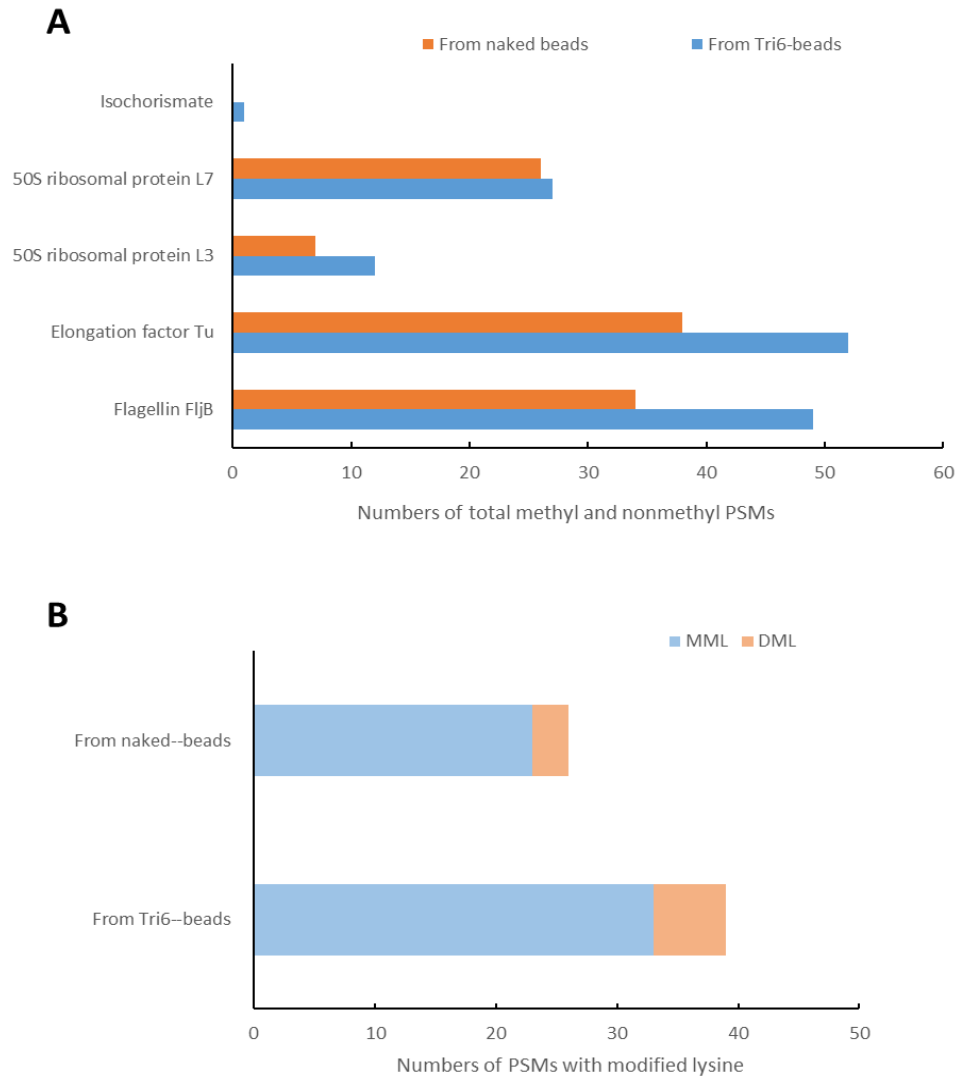 A
From naked beads From Tri6-beads
Isochorismate
50S ribosomal protein L7
50S ribosomal protein L3
Elongation factor Tu
Flagellin FljB
0 10 20 30 40 50 60
Numbers of total methyl and nonmethyl PSMs
B
MML DML
From naked--beads
From Tri6--beads
0 10 20 30 40 50
Numbers of PSMs with modified lysine